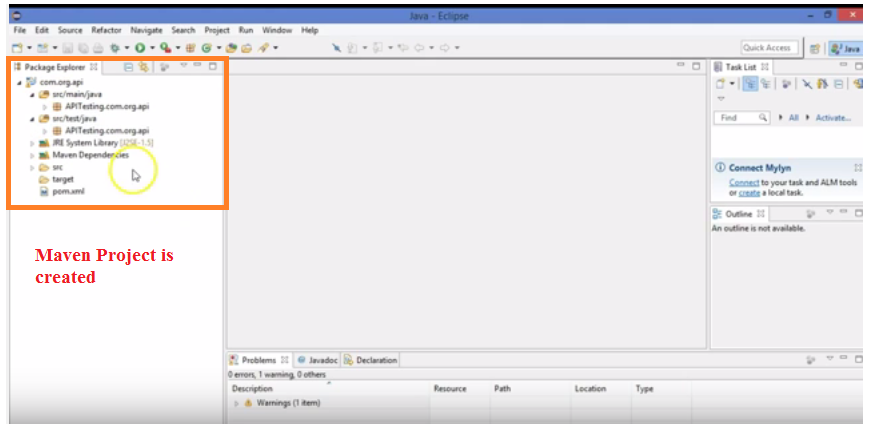 Java - Eclipse
File Edit Source Refactor Navigate Search Project Run Window Help
Quick Access
Java
Package Explorer
com.org.api
src/main/java
APITesting.com.org.api
src/test/java
APITesting.com.org.api
JRE System Library [J2SE-1.5]
Maven Dependencies
src
target
pom.xml
Maven Project is
created
Task List
Find
All
Activate...
Connect Mylyn
Connect to your task and ALM tools
or create a local task.
Outline
An outline is not available.
Problems
Javadoc
Declaration
0 errors, 1 warning, 0 others
Description Resource Path Location Type
Warnings (1 item)